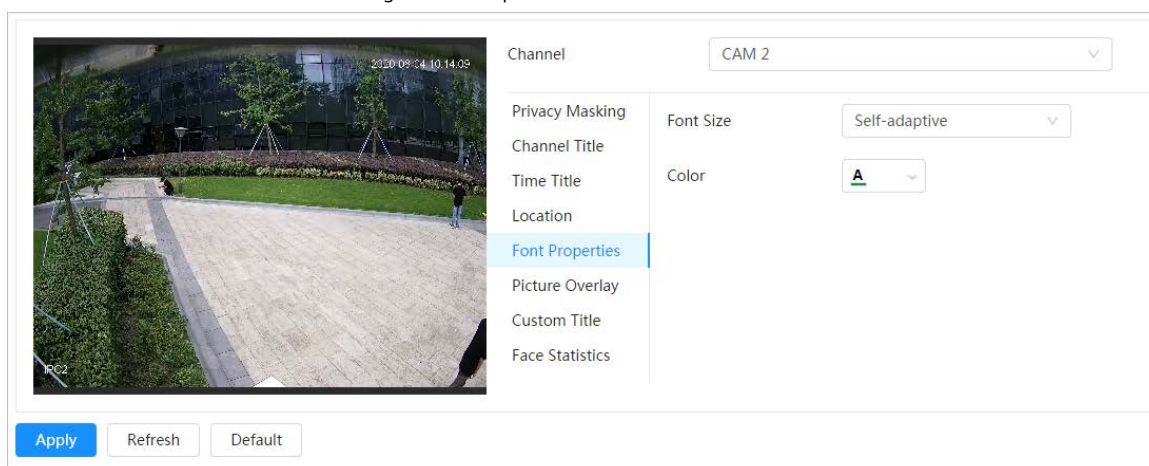 2020-09-04 10:14:09
IPC2
Channel
CAM 2
Privacy Masking
Channel Title
Time Title
Location
Font Properties
Picture Overlay
Custom Title
Face Statistics
Font Size
Self-adaptive
Color
A
Apply
Refresh
Default